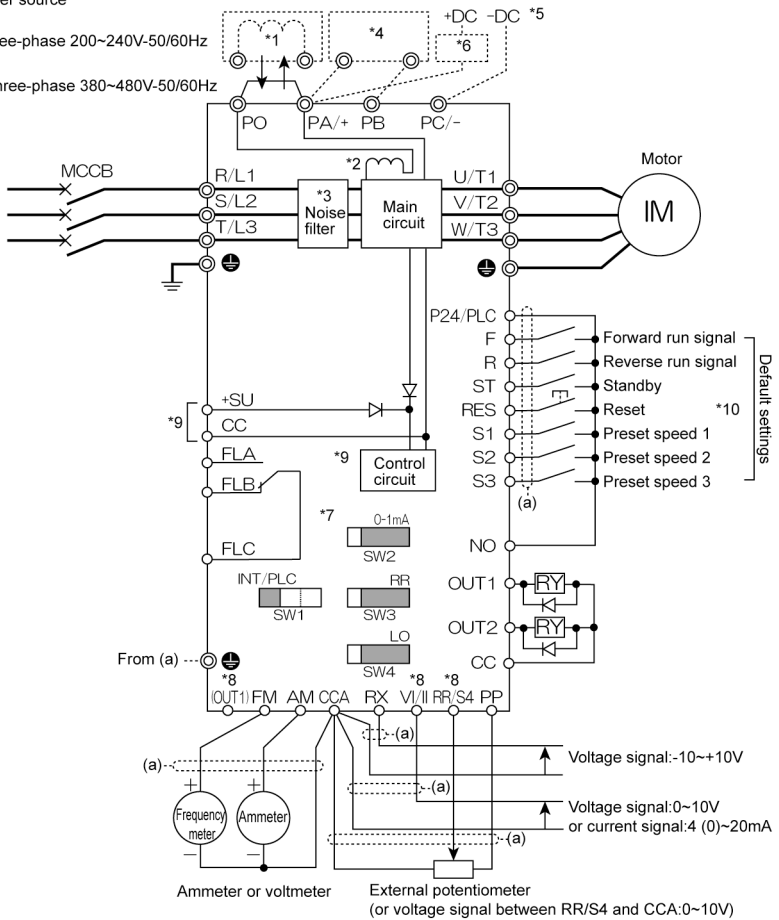 er source
+DC -DC *5
ee-phase 200~240V-50/60Hz
*1
*4
*6
hree-phase 380~480V-50/60Hz
PO PA/+ PB PC/-
MCCB
*2
Motor
R/L1
U/T1
S/L2
*3
Noise
filter
Main
circuit
V/T2
IM
T/L3
W/T3
P24/PLC
F
Forward run signal
R
Reverse run signal
ST
Standby
RES
Reset
*10
Default settings
S1
Preset speed 1
S2
Preset speed 2
S3
Preset speed 3
(a)
+SU
*9
CC
FLA
*9
Control
circuit
FLB
*7
0-1mA
SW2
FLC
NO
INT/PLC
SW1
RR
SW3
OUT1
RY
LO
SW4
OUT2
RY
CC
From (a)
*8
*8
*8
(OUT1) FM AM CCA RX VI/II RR/S4 PP
(a)
Voltage signal:-10~+10V
(a)
(a)
+
+
Frequency
meter
Ammeter
Voltage signal:0~10V
or current signal:4 (0)~20mA
(a)
−
−
Ammeter or voltmeter
External potentiometer
(or voltage signal between RR/S4 and CCA:0~10V)